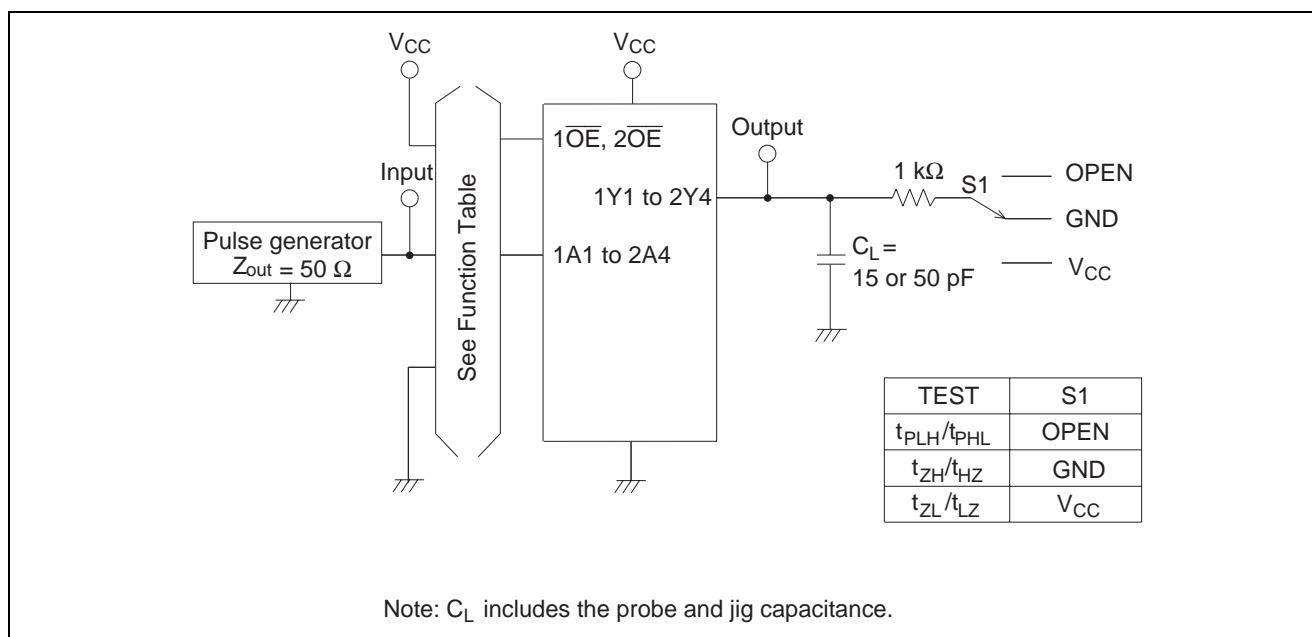 VCC
VCC
Output
1OE, 2OE
Input
1 kΩ
S1
OPEN
1Y1 to 2Y4
GND
Pulse generator
Zout = 50 Ω
1A1 to 2A4
CL =
15 or 50 pF
VCC
See Function Table
TEST S1
tPLH/tPHL OPEN
tZH/tHZ GND
tZL/tLZ VCC
Note: CL includes the probe and jig capacitance.